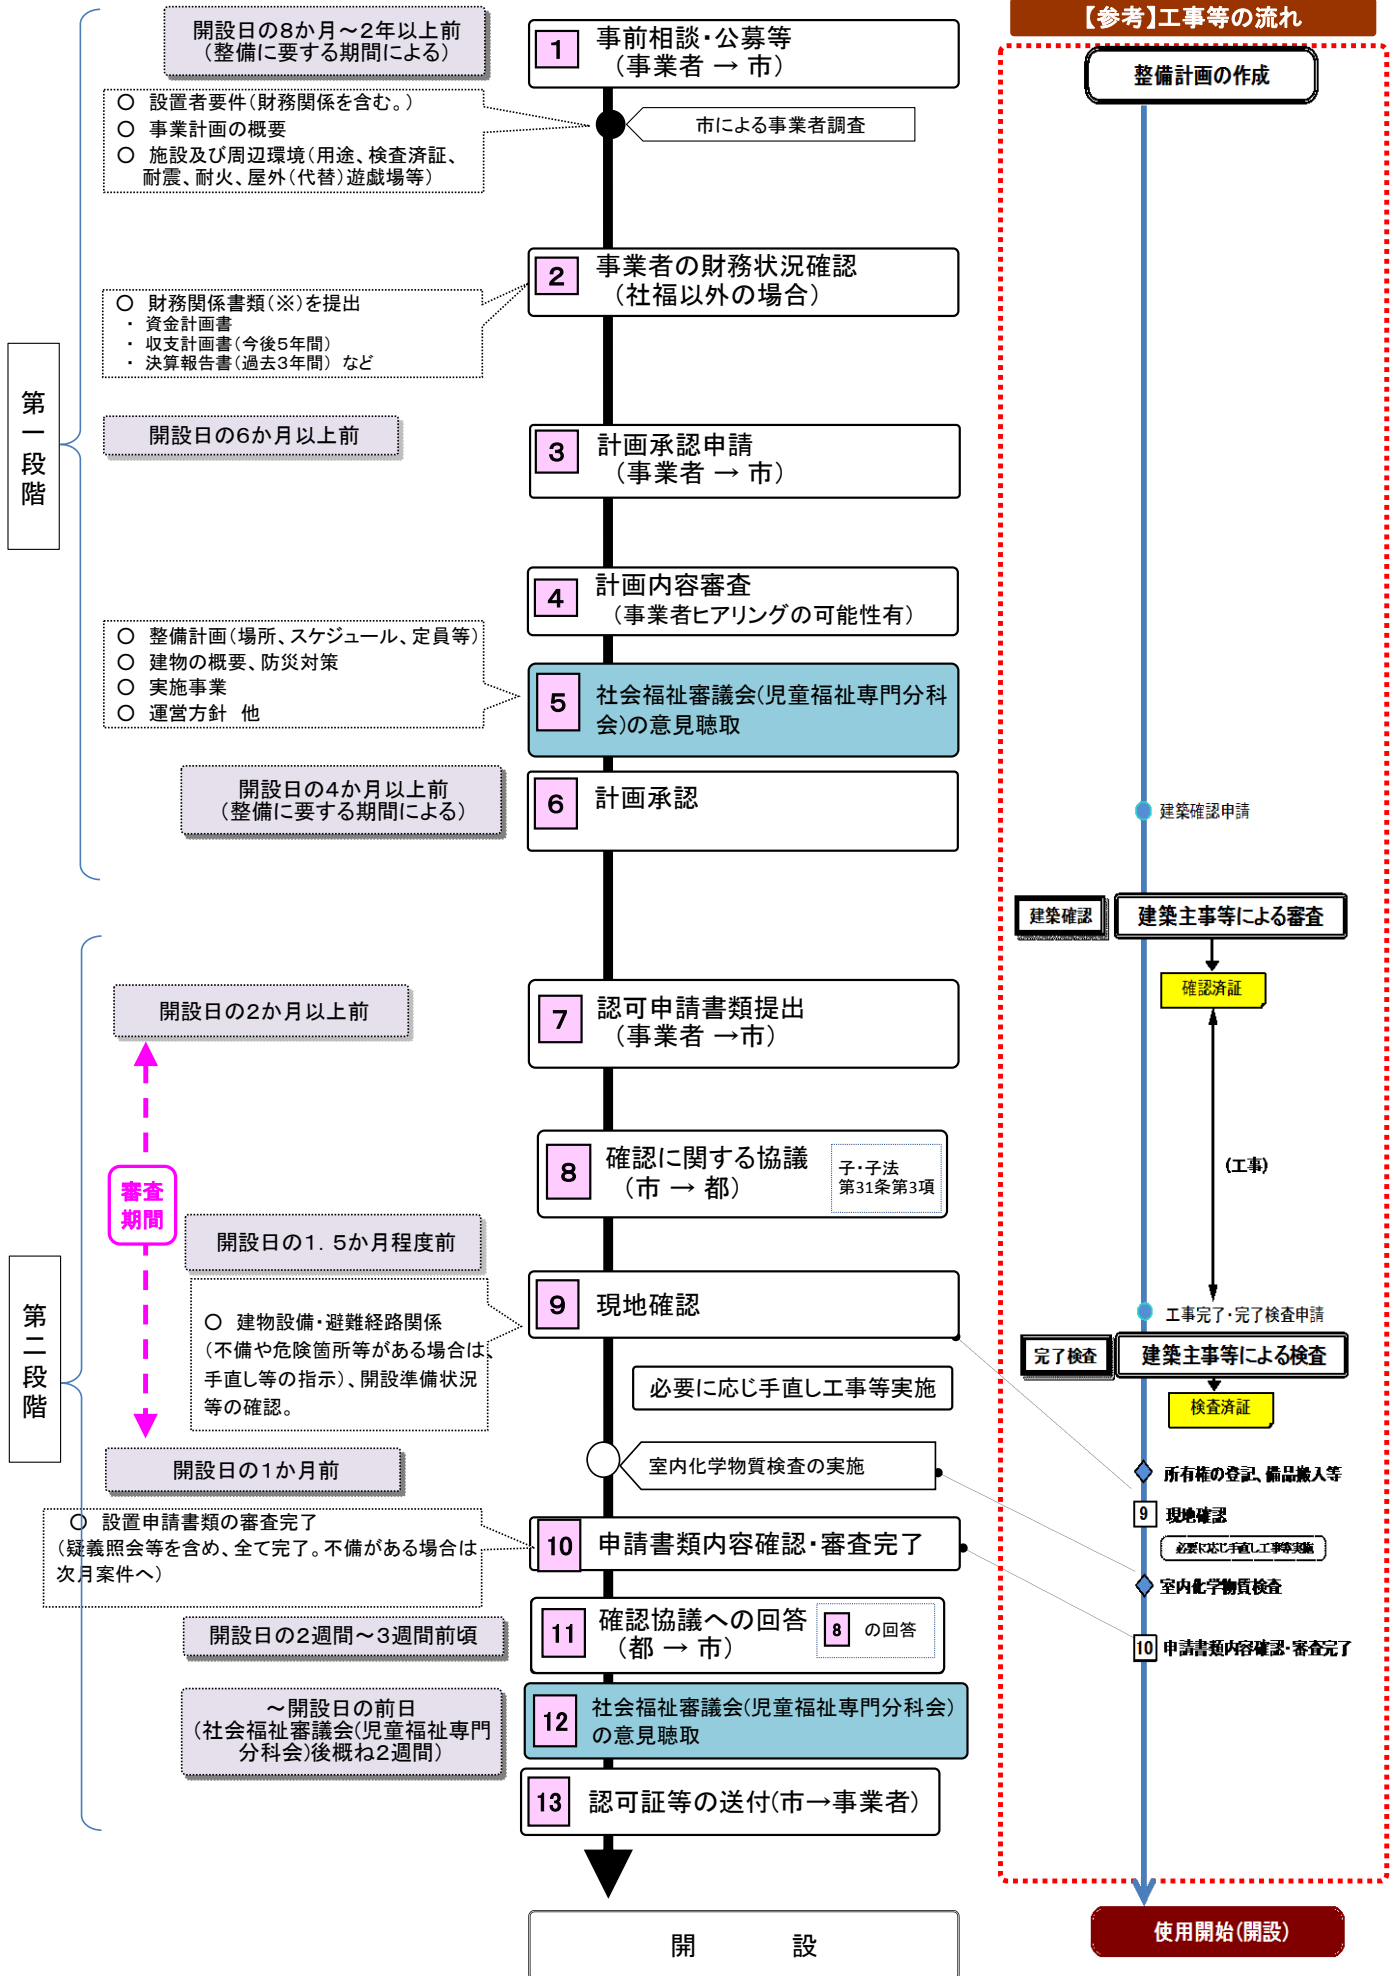 開設日の8か月～2年以上前
(整備に要する期間による)
1
事前相談・公募等
(事業者 → 市)
○ 設置者要件(財務関係を含む。)
○ 事業計画の概要
○ 施設及び周辺環境(用途、検査済証、
耐震、耐火、屋外(代替)遊戯場等)
市による事業者調査
2
事業者の財務状況確認
(社福以外の場合)
○ 財務関係書類(※)を提出
・ 資金計画書
・ 収支計画書(今後5年間)
・ 決算報告書(過去3年間) など
第一段階
開設日の6か月以上前
3
計画承認申請
(事業者 → 市)
4
計画内容審査
(事業者ヒアリングの可能性有)
○ 整備計画(場所、スケジュール、定員等)
○ 建物の概要、防災対策
○ 実施事業
○ 運営方針 他
5
社会福祉審議会(児童福祉専門分科
会)の意見聴取
開設日の4か月以上前
(整備に要する期間による)
6
計画承認
開設日の2か月以上前
7
認可申請書類提出
(事業者 →市)
8
確認に関する協議
(市 → 都)
子・子法
第31条第3項
審査
期間
開設日の1.5か月程度前
第二段階
9
現地確認
○ 建物設備・避難経路関係
(不備や危険箇所等がある場合は、
手直し等の指示)、開設準備状況
等の確認。
必要に応じ手直し工事等実施
開設日の1か月前
室内化学物質検査の実施
○ 設置申請書類の審査完了
(疑義照会等を含め、全て完了。不備がある場合は
次月案件へ)
10
申請書類内容確認・審査完了
開設日の2週間～3週間前頃
11
確認協議への回答
(都 → 市)
8 の回答
～開設日の前日
(社会福祉審議会(児童福祉専門
分科会)後概ね2週間)
12
社会福祉審議会(児童福祉専門分科会)
の意見聴取
13
認可証等の送付(市→事業者)
開 設
【参考】工事等の流れ
整備計画の作成
建築確認申請
建築確認
建築主事等による審査
確認済証
(工事)
工事完了・完了検査申請
完了検査
建築主事等による検査
検査済証
所有権の登記、備品搬入等
9 現地確認
必要に応じ手直し工事等実施
室内化学物質検査
10 申請書類内容確認・審査完了
使用開始(開設)